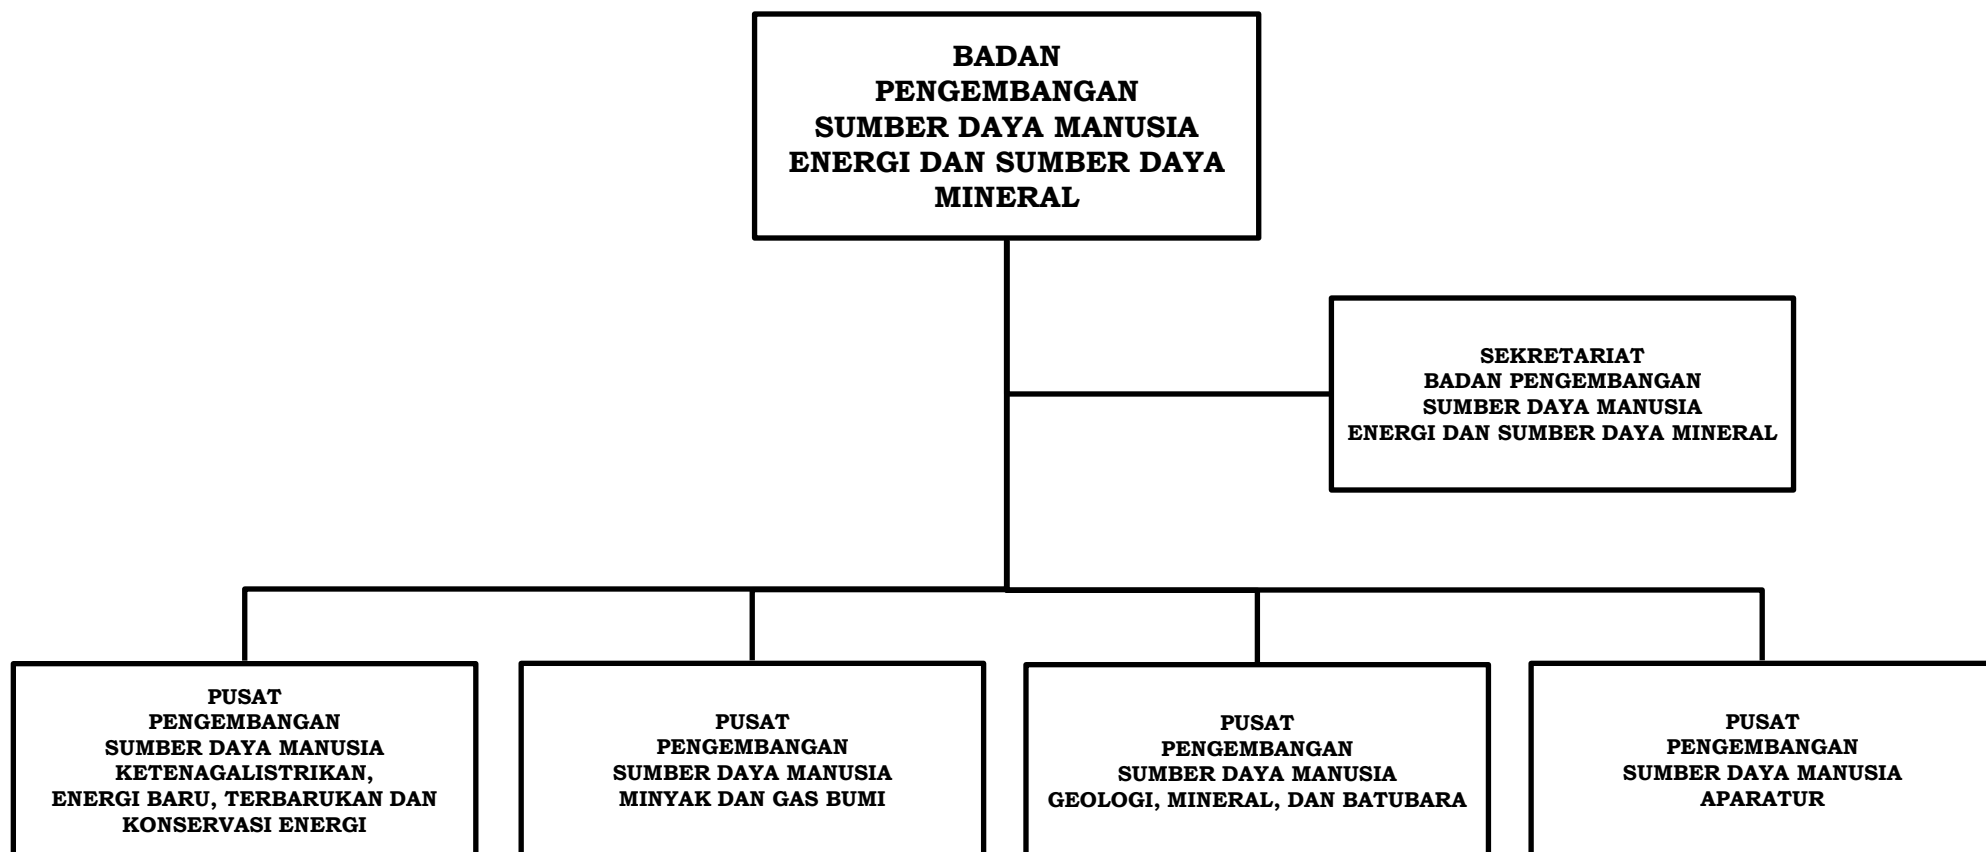 BADAN
PENGEMBANGAN
SUMBER DAYA MANUSIA
ENERGI DAN SUMBER DAYA
MINERAL
SEKRETARIAT
BADAN PENGEMBANGAN
SUMBER DAYA MANUSIA
ENERGI DAN SUMBER DAYA MINERAL
PUSAT
PENGEMBANGAN
SUMBER DAYA MANUSIA
KETENAGALISTRIKAN,
ENERGI BARU, TERBARUKAN DAN
KONSERVASI ENERGI
PUSAT
PENGEMBANGAN
SUMBER DAYA MANUSIA
MINYAK DAN GAS BUMI
PUSAT
PENGEMBANGAN
SUMBER DAYA MANUSIA
GEOLOGI, MINERAL, DAN BATUBARA
PUSAT
PENGEMBANGAN
SUMBER DAYA MANUSIA
APARATUR